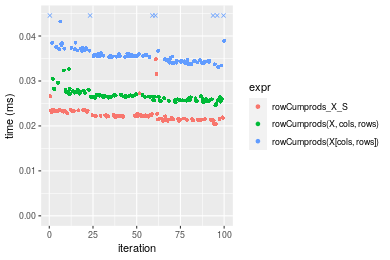 0.04
0.03
0.02
0.01
0.00
time (ms)
0
25
50
75
100
iteration
expr
rowCumprods_X_S
rowCumprods(X, cols, rows)
rowCumprods(X[cols, rows])